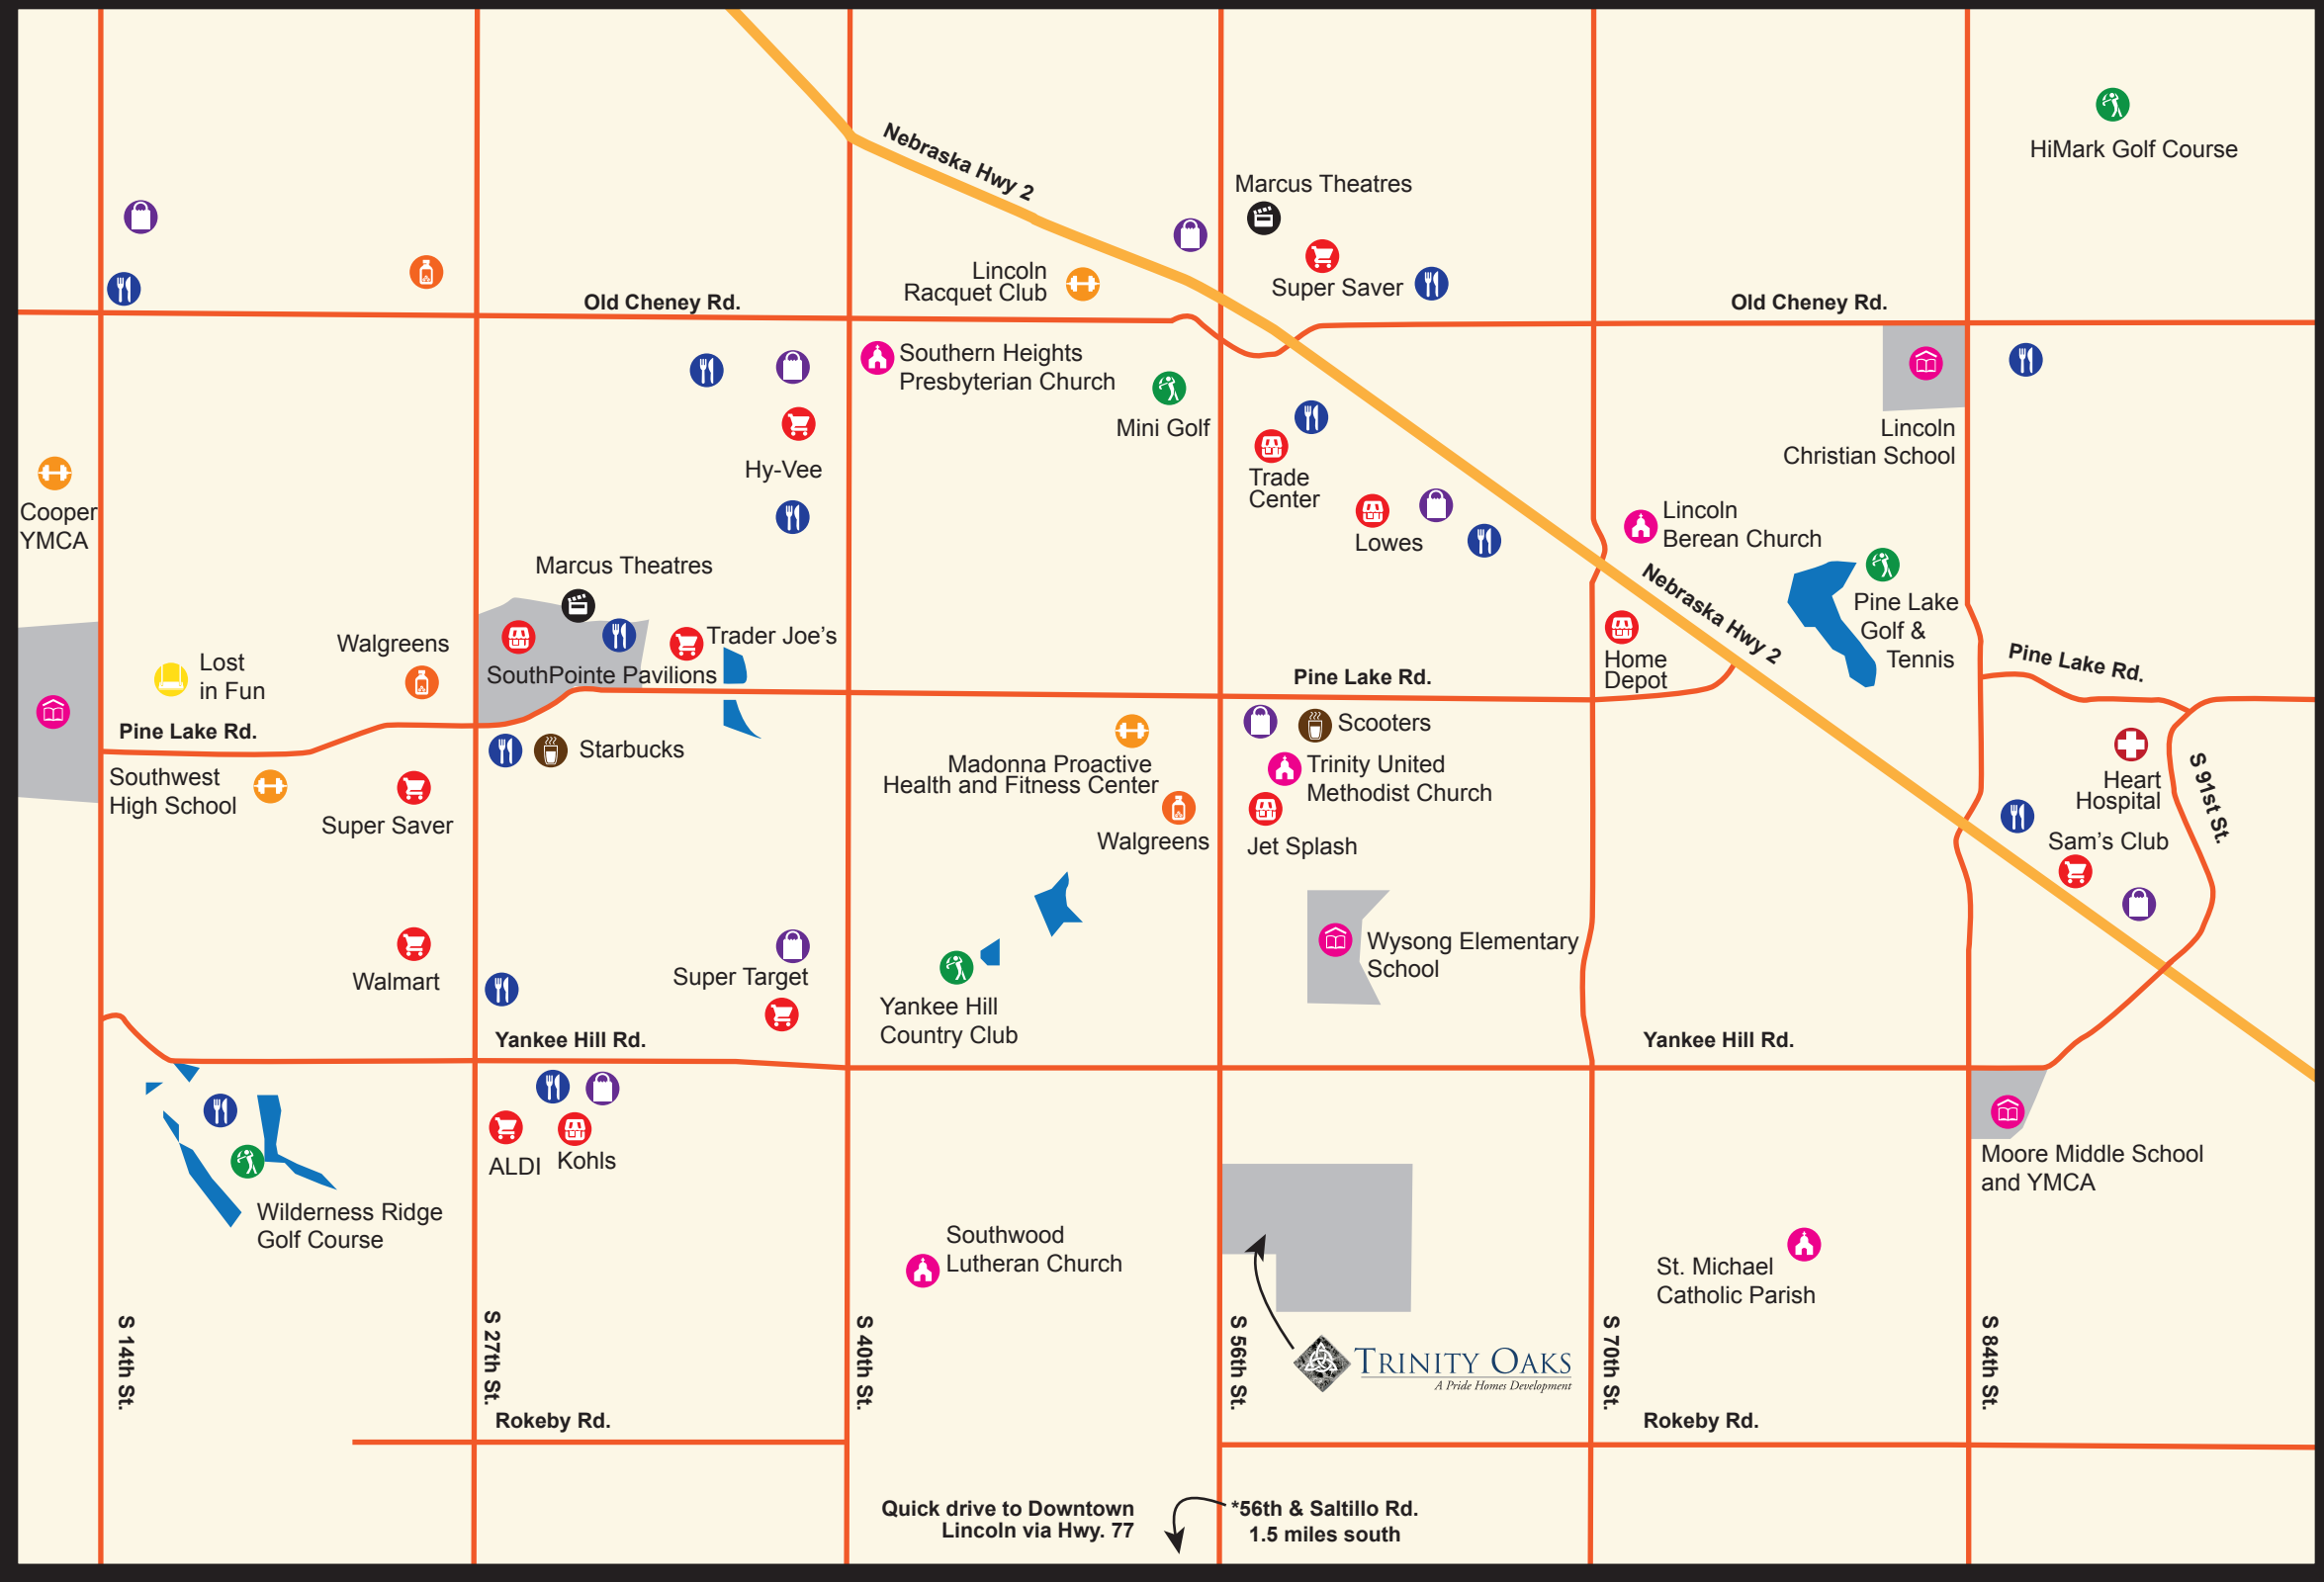 HiMark Golf Course
Nebraska Hwy 2
Marcus Theatres
Lincoln
Racquet Club
Super Saver
Old Cheney Rd.
Old Cheney Rd.
Southern Heights
Presbyterian Church
Mini Golf
Hy-Vee
Trade
Center
Lowes
Lincoln
Christian School
Cooper
YMCA
Lincoln
Berean Church
Marcus Theatres
Nebraska Hwy 2
Pine Lake
Golf &
Tennis
Walgreens
Trader Joe's
Lost
in Fun
SouthPointe Pavilions
Home
Depot
Pine Lake Rd.
Pine Lake Rd.
Pine Lake Rd.
Starbucks
Scooters
Southwest
High School
Super Saver
Madonna Proactive
Health and Fitness Center
Walgreens
Trinity United
Methodist Church
Jet Splash
Heart
Hospital
S 91st St.
Sam's Club
Walmart
Super Target
Yankee Hill
Country Club
Wysong Elementary
School
Yankee Hill Rd.
Yankee Hill Rd.
ALDI
Kohls
Moore Middle School
and YMCA
Wilderness Ridge
Golf Course
Southwood
Lutheran Church
St. Michael
Catholic Parish
S 14th St.
S 27th St.
S 40th St.
S 56th St.
S 70th St.
S 84th St.
TRINITY OAKS
A Pride Homes Development
Rokeby Rd.
Rokeby Rd.
Quick drive to Downtown
Lincoln via Hwy. 77
*56th & Saltillo Rd.
1.5 miles south